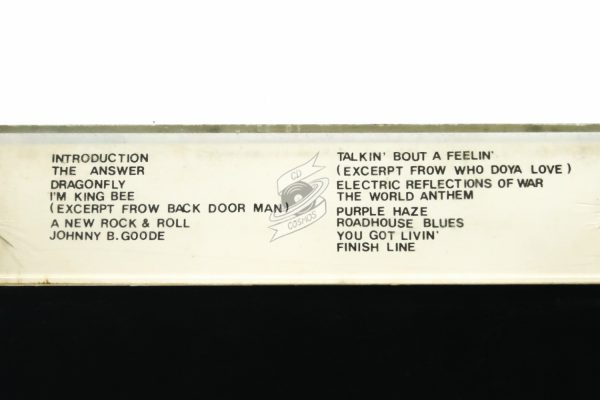 INTRODUCTION
THE ANSWER
DRAGONFLY
I'M KING BEE
(EXCERPT FROW BACK DOOR MAN)
A NEW ROCK & ROLL
JOHNNY B.GOODE
TALKIN' BOUT A FEELIN'
(EXCERPT FROW WHO DOYA LOVE)
ELECTRIC REFLECTIONS OF WAR
THE WORLD ANTHEM
PURPLE HAZE
ROADHOUSE BLUES
YOU GOT LIVIN'
FINISH LINE
CD
COSMOS